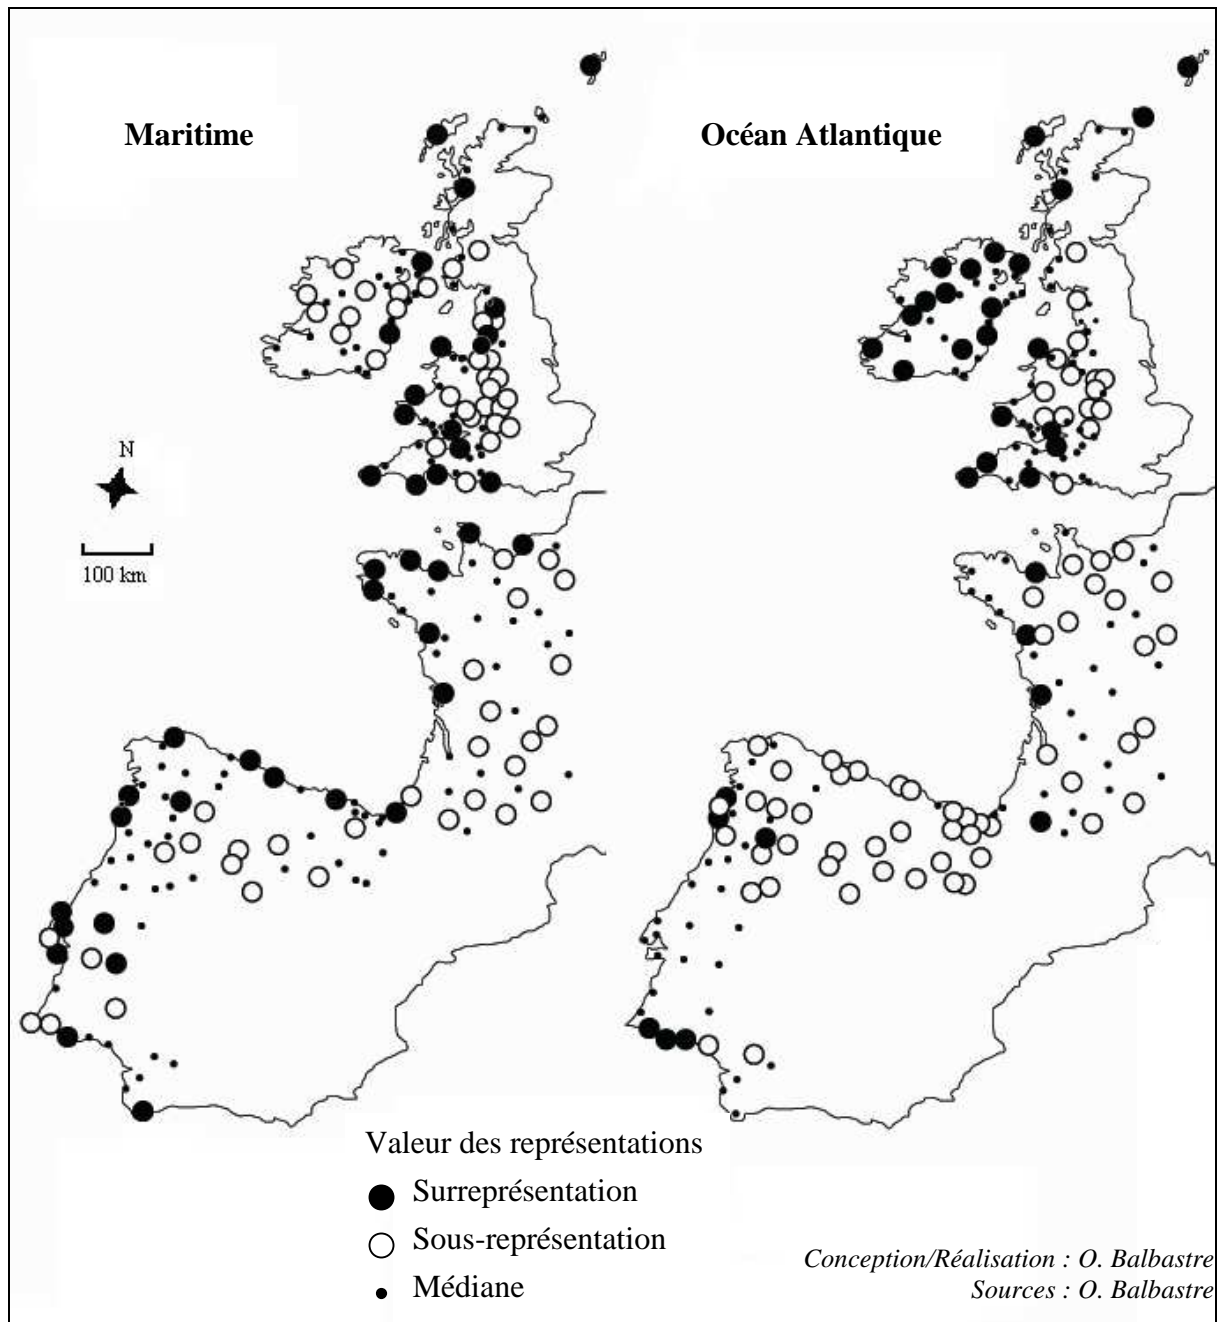 Maritime
Océan Atlantique
N
100 km
Valeur des représentations
Surreprésentation
Sous-représentation
Médiane
Conception/Réalisation : O. Balbastre
Sources : O. Balbastre